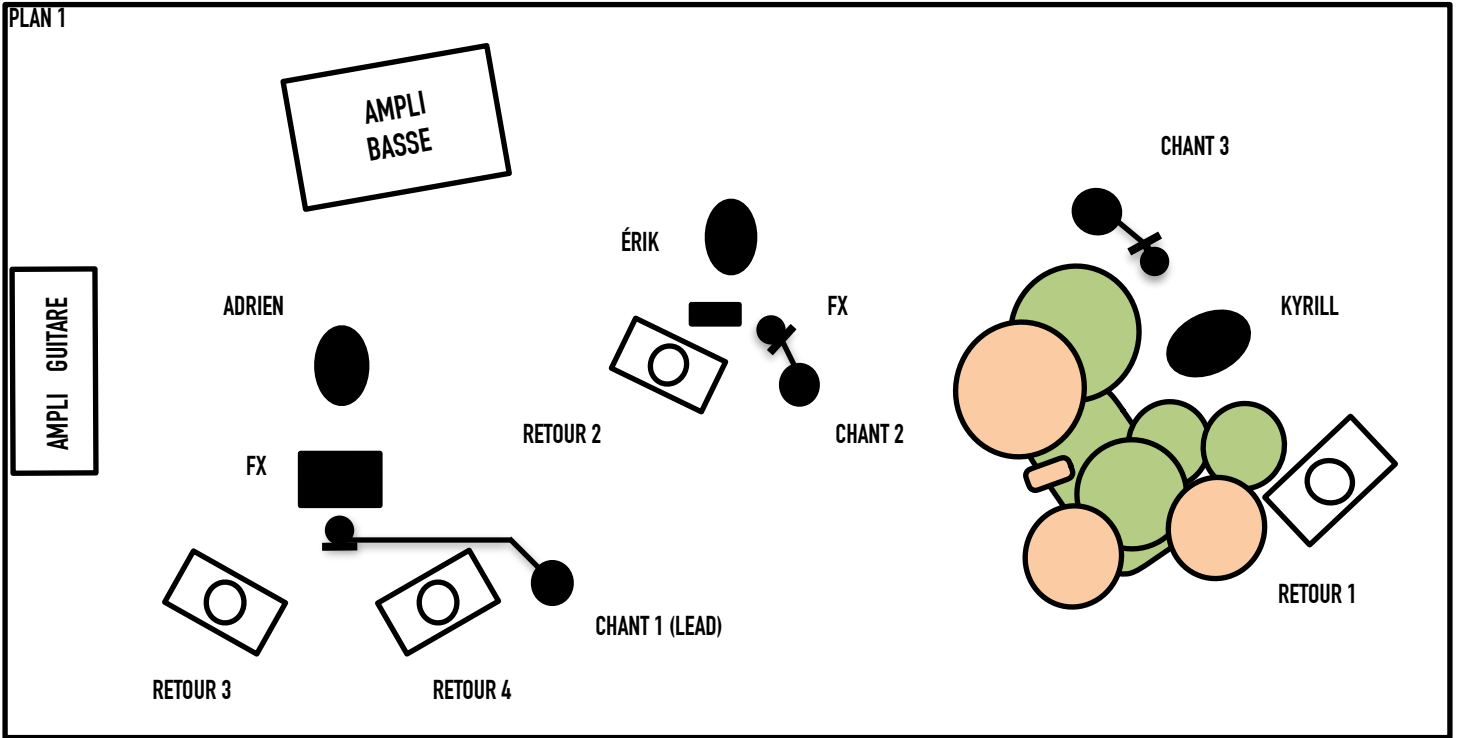 PLAN 1
AMPLI
BASSE
CHANT 3
ÉRIK
ADRIEN
FX
KYRILL
AMPLI GUITARE
RETOUR 2
CHANT 2
FX
RETOUR 1
CHANT 1 (LEAD)
RETOUR 3
RETOUR 4